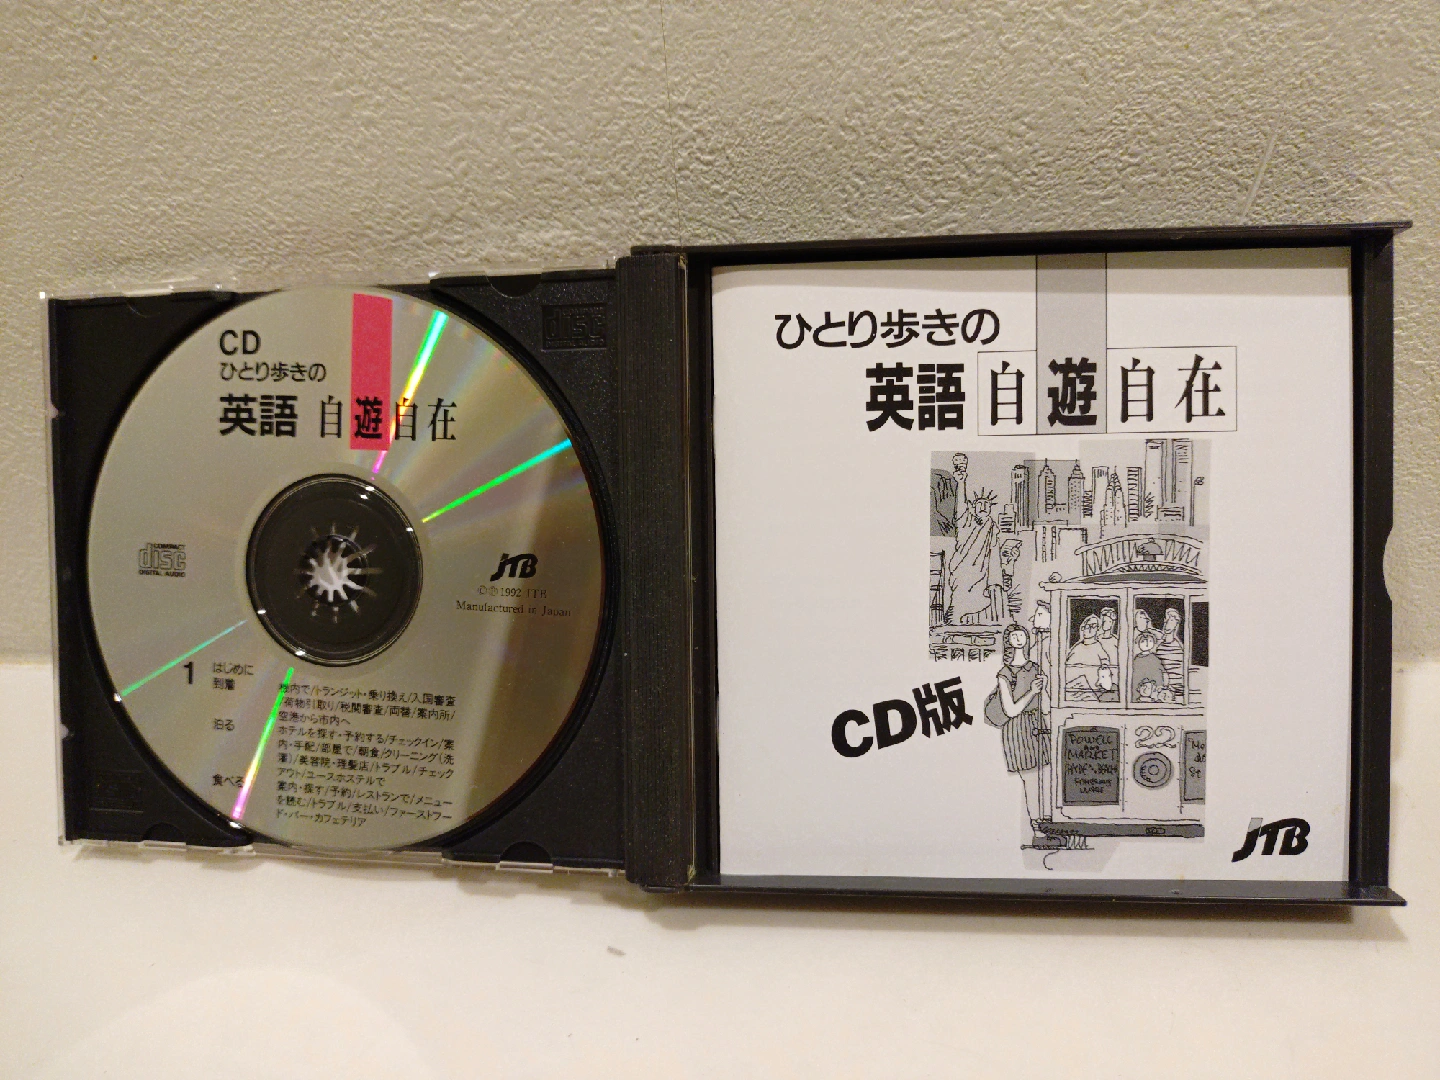 CD
ひとり歩きの
英語 自遊自在
COMPACT
disc
DIGITAL AUDIO
JTB
©℗1992 JTB
Manufactured in Japan
1 はじめに
到着
機内で/トランジット・乗り換え/入国審査
/荷物引取り/税関審査/両替/案内所/
空港から市内へ
泊る
ホテルを探す・予約する/チェックイン/案
内・手配/部屋で/朝食/クリーニング(洗
濯)/美容院・理髪店/トラブル/チェック
アウト/ユースホステルで
食べる
案内・探す/予約/レストランで/メニュー
を読む/トラブル/支払い/ファーストフー
ド・バー・カフェテリア
ひとり歩きの
英語自遊自在
CD版
POWELL
AND
MARKET
HYDE & BEACH
22
JTB